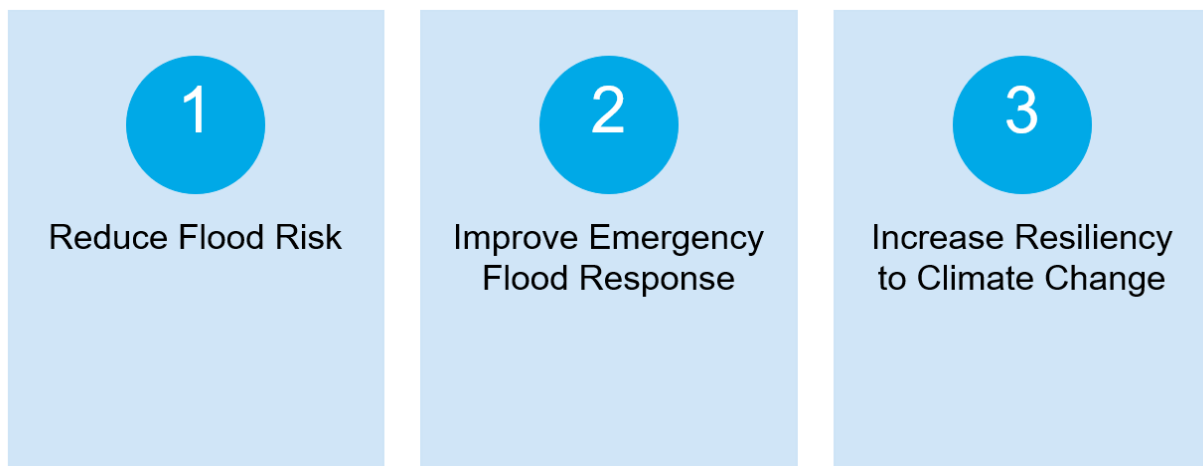 1
Reduce Flood Risk
2
Improve Emergency
Flood Response
3
Increase Resiliency
to Climate Change